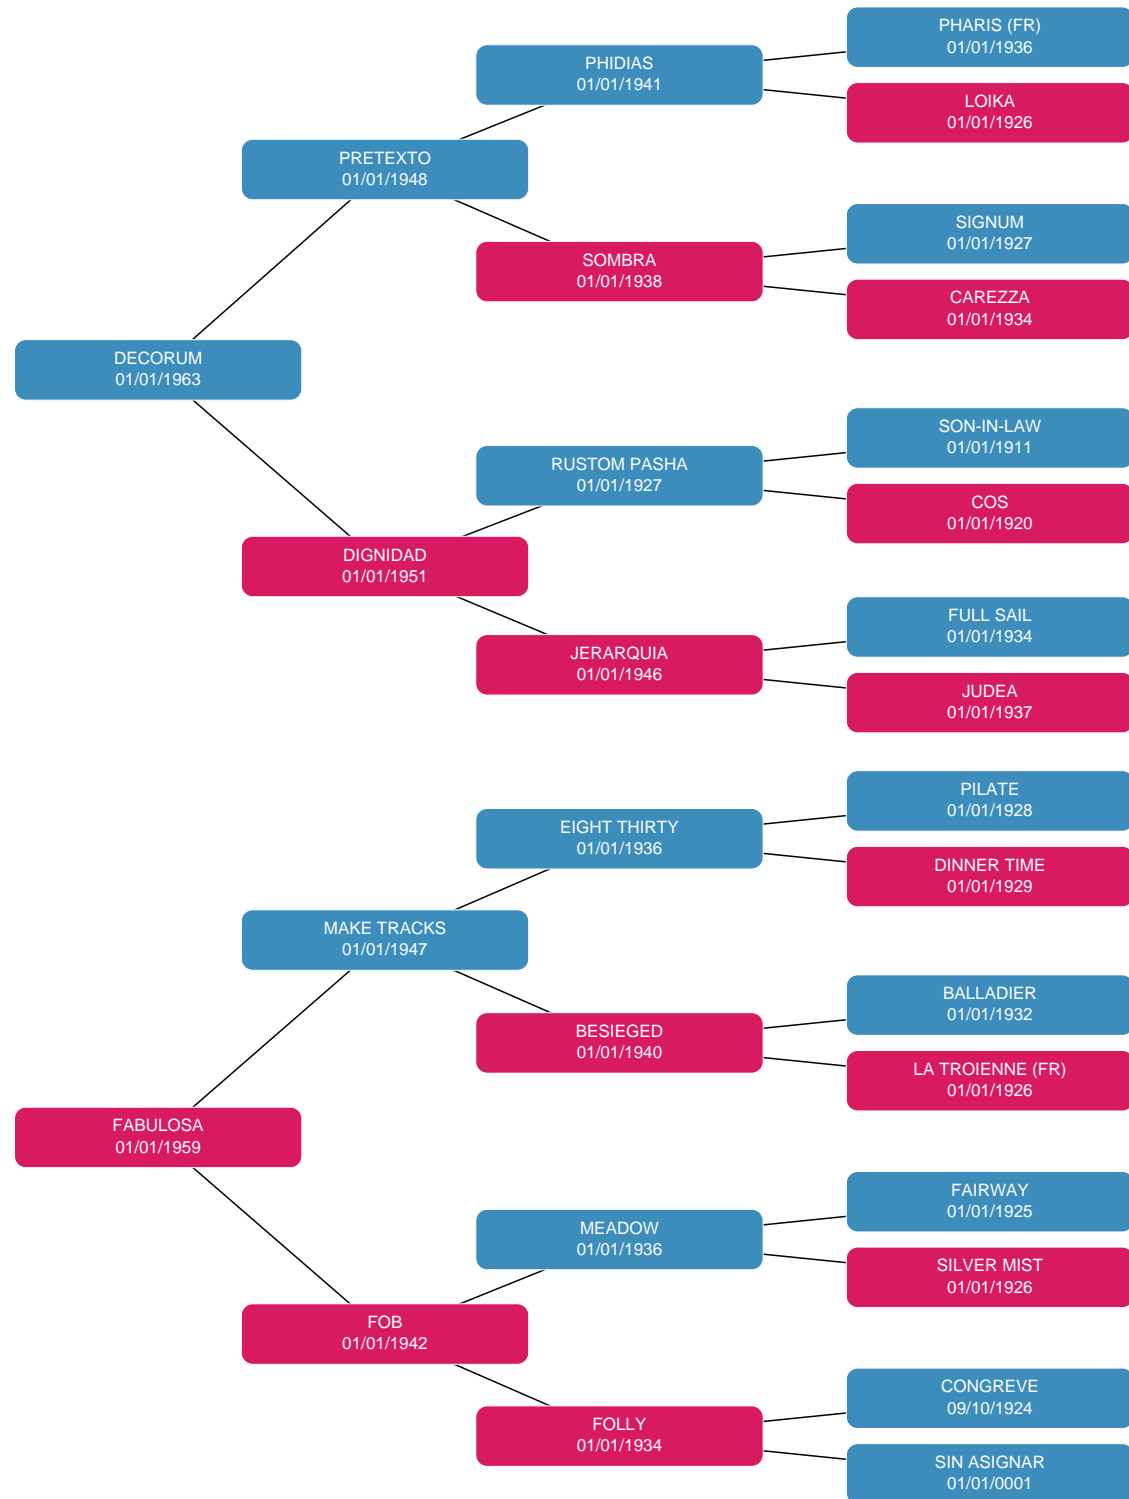 PHARIS (FR)
01/01/1936
PHIDIAS
01/01/1941
LOIKA
01/01/1926
PRETEXTO
01/01/1948
SIGNUM
01/01/1927
SOMBRA
01/01/1938
CAREZZA
01/01/1934
DECORUM
01/01/1963
SON-IN-LAW
01/01/1911
RUSTOM PASHA
01/01/1927
COS
01/01/1920
DIGNIDAD
01/01/1951
FULL SAIL
01/01/1934
JERARQUIA
01/01/1946
JUDEA
01/01/1937
PILATE
01/01/1928
EIGHT THIRTY
01/01/1936
DINNER TIME
01/01/1929
MAKE TRACKS
01/01/1947
BALLADIER
01/01/1932
BESIEGED
01/01/1940
LA TROIENNE (FR)
01/01/1926
FABULOSA
01/01/1959
FAIRWAY
01/01/1925
MEADOW
01/01/1936
SILVER MIST
01/01/1926
FOB
01/01/1942
CONGREVE
09/10/1924
FOLLY
01/01/1934
SIN ASIGNAR
01/01/0001